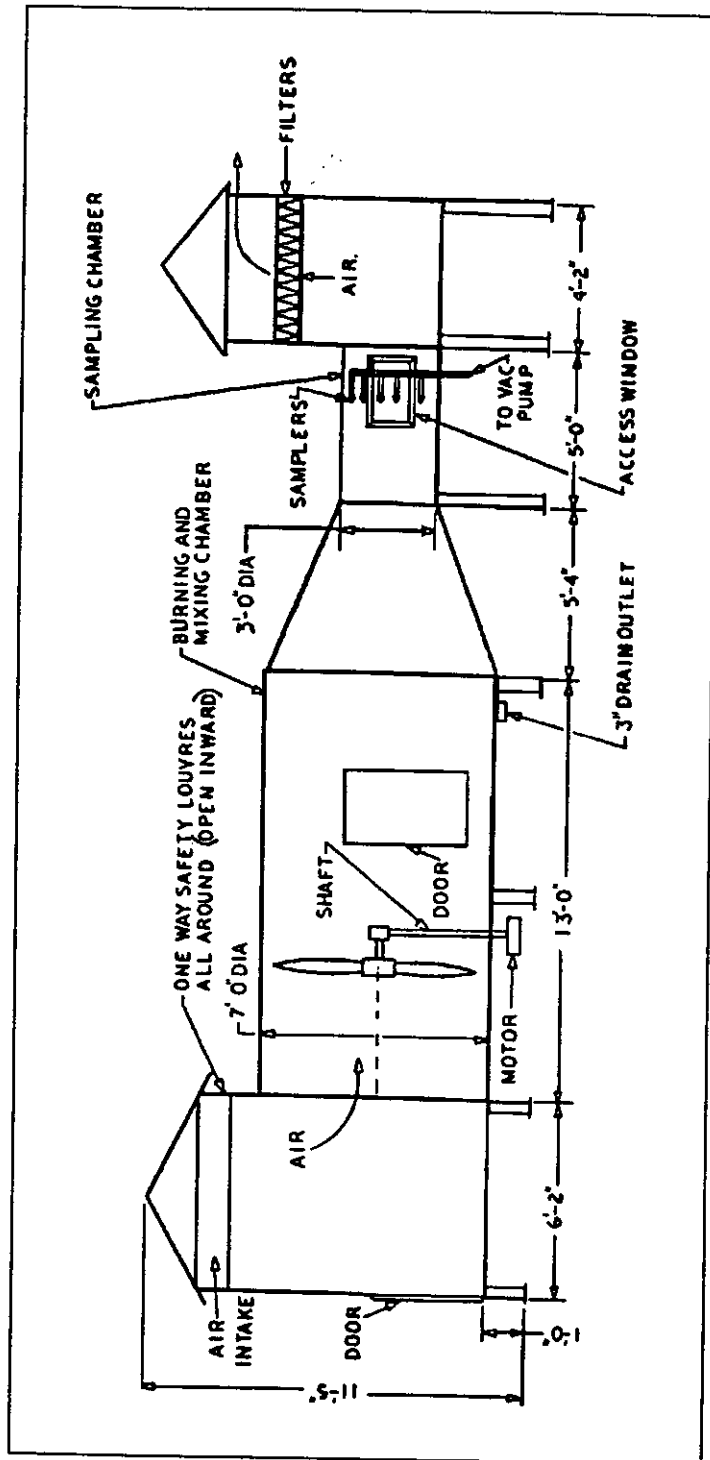 SAMPLING CHAMBER
FILTERS
AIR.
SAMPLERS
TO VAC-
PUMP
ACCESS WINDOW
BURNING AND
MIXING CHAMBER
3'-0" DIA
ONE WAY SAFETY LOUVRES
ALL AROUND (OPEN INWARD)
7' 0" DIA
SHAFT
DOOR
MOTOR
3" DRAIN OUTLET
AIR
AIR
INTAKE
DOOR
11'-5"
1'-0"
6'-2"
13'-0"
5'-4"
5'-0"
4'-2"